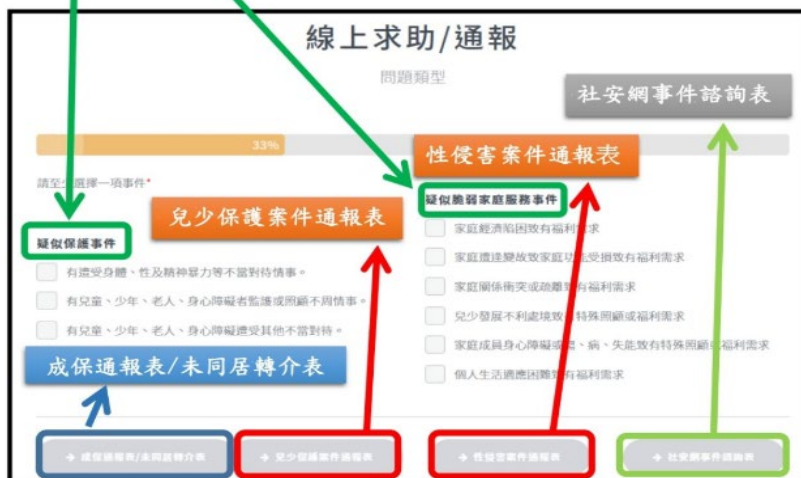 線上求助/通報
問題類型
社安網事件諮詢表
33%
性侵害案件通報表
請至少選擇一項事件*
兒少保護案件通報表
疑似保護事件
有遭受身體、性及精神暴力等不當對待情事。
有兒童、少年、老人、身心障礙者監護或照顧不周情事。
有兒童、少年、老人、身心障礙遭受其他不當對待。
疑似脆弱家庭服務事件
家庭經濟陷困致有福利需求
家庭遭逢變故致家庭功能受損致有福利需求
家庭關係衝突或疏離致有福利需求
兒少發展不利處境致有特殊照顧或福利需求
家庭成員身心障礙或傷、病、失能致有特殊照顧或福利需求
個人生活適應困難致有福利需求
成保通報表/未同居轉介表
→ 成保通報表/未同居轉介表
→ 兒少保護案件通報表
→ 性侵害案件通報表
→ 社安網事件諮詢表